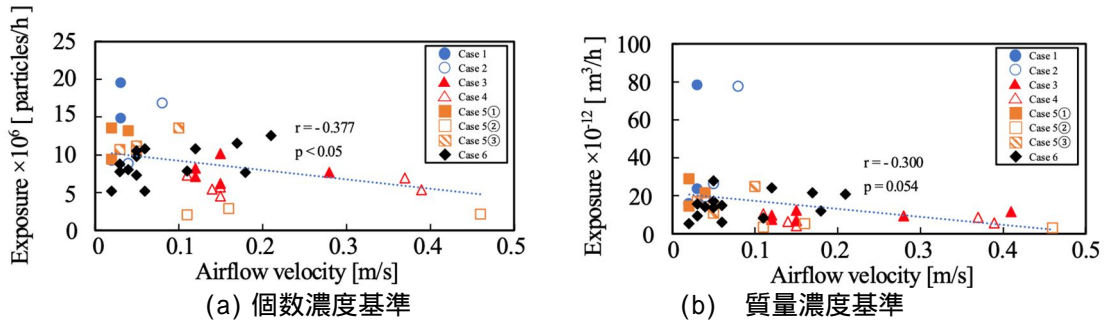 Exposure ×10⁶ [ particles/h ]
25
20
15
10
5
0
0
0.1
0.2
0.3
0.4
0.5
Airflow velocity [m/s]
r = - 0.377
p < 0.05
Case 1
Case 2
Case 3
Case 4
Case 5①
Case 5②
Case 5③
Case 6
(a) 個数濃度基準
Exposure ×10⁻¹² [ m³/h ]
100
80
60
40
20
0
0
0.1
0.2
0.3
0.4
0.5
Airflow velocity [m/s]
r = - 0.300
p = 0.054
Case 1
Case 2
Case 3
Case 4
Case 5①
Case 5②
Case 5③
Case 6
(b) 質量濃度基準